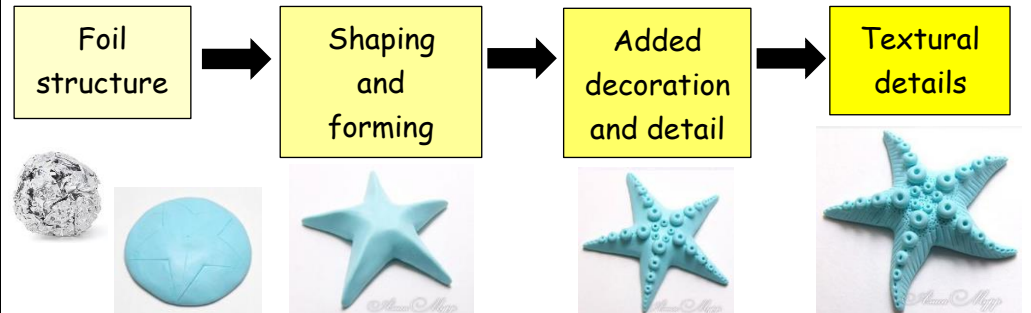 Foil
structure
Shaping
and
forming
Added
decoration
and detail
Textural
details